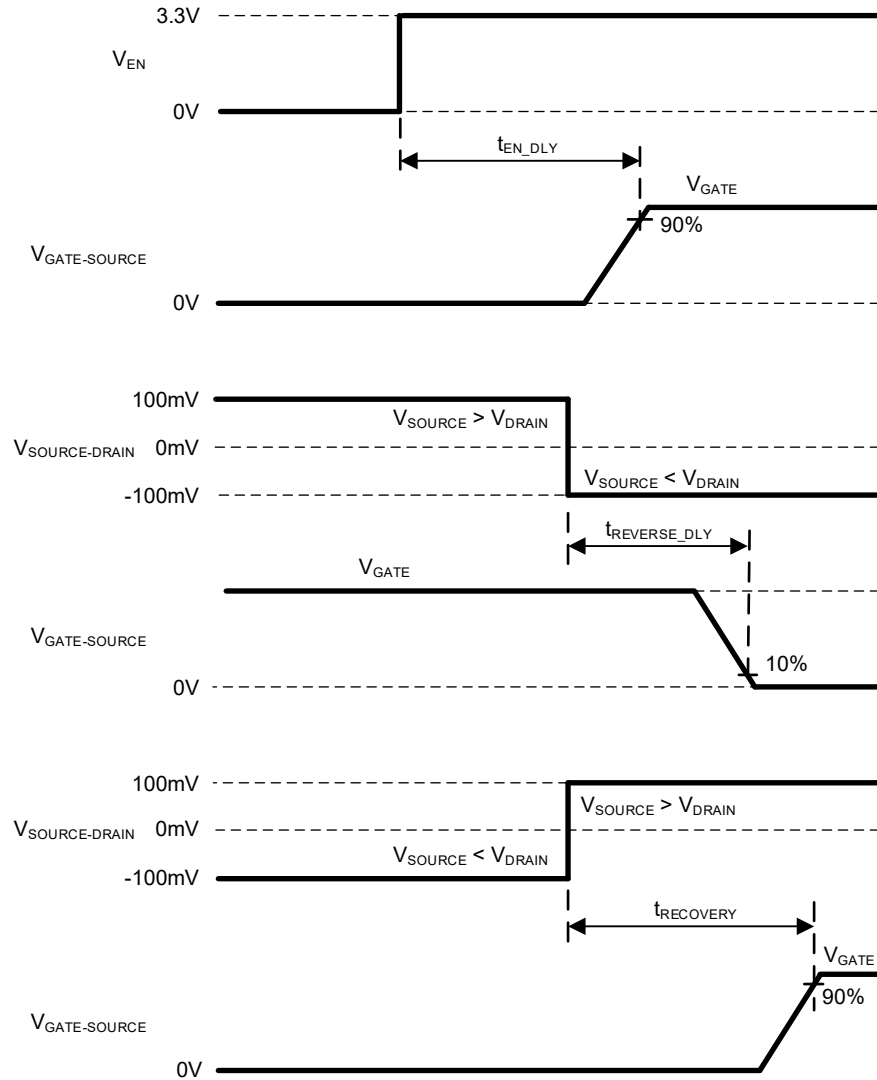 3.3V
V_EN
0V
t_EN_DLY
V_GATE
90%
V_GATE-SOURCE
0V
100mV
V_SOURCE > V_DRAIN
V_SOURCE-DRAIN 0mV
V_SOURCE < V_DRAIN
-100mV
t_REVERSE_DLY
V_GATE
V_GATE-SOURCE
10%
0V
100mV
V_SOURCE > V_DRAIN
V_SOURCE-DRAIN 0mV
V_SOURCE < V_DRAIN
-100mV
t_RECOVERY
V_GATE
90%
V_GATE-SOURCE
0V